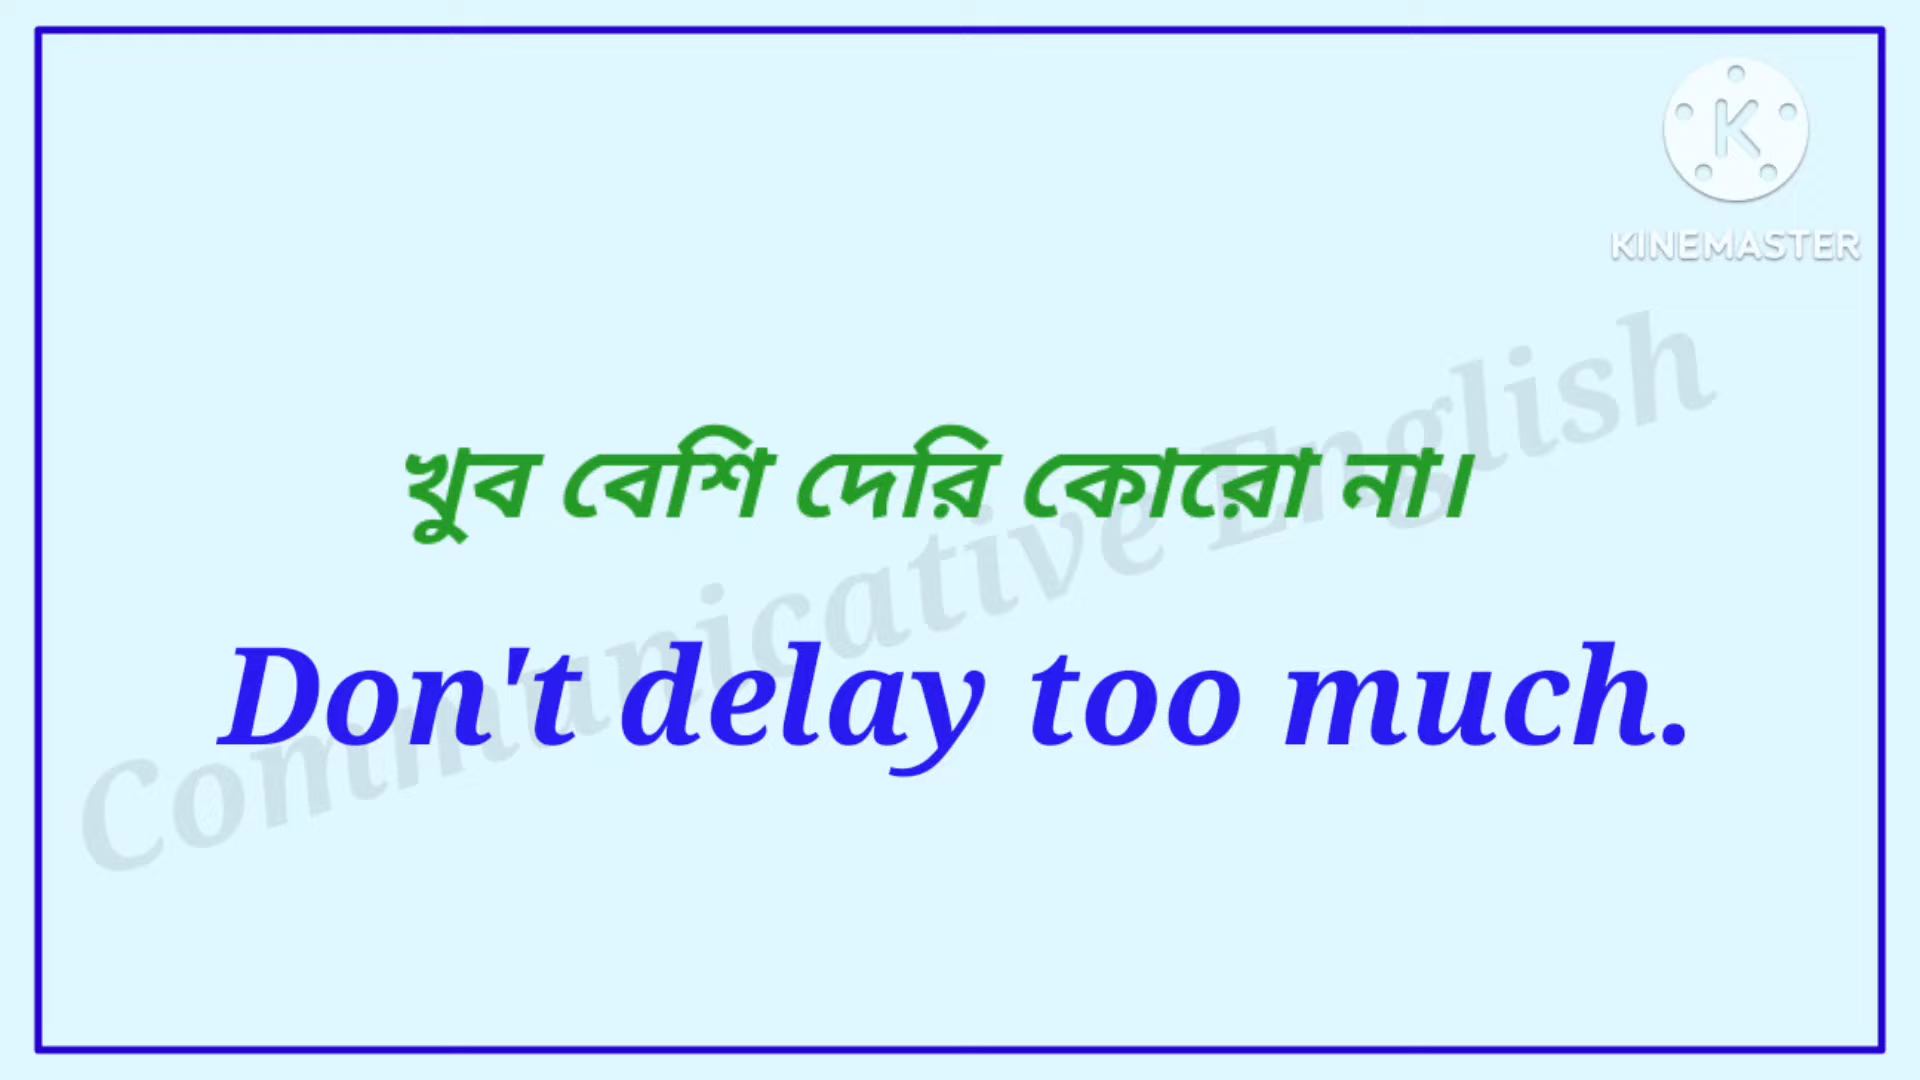 K
KINEMASTER
খুব বেশি দেরি কোরো না।
Don't delay too much.
Communicative English